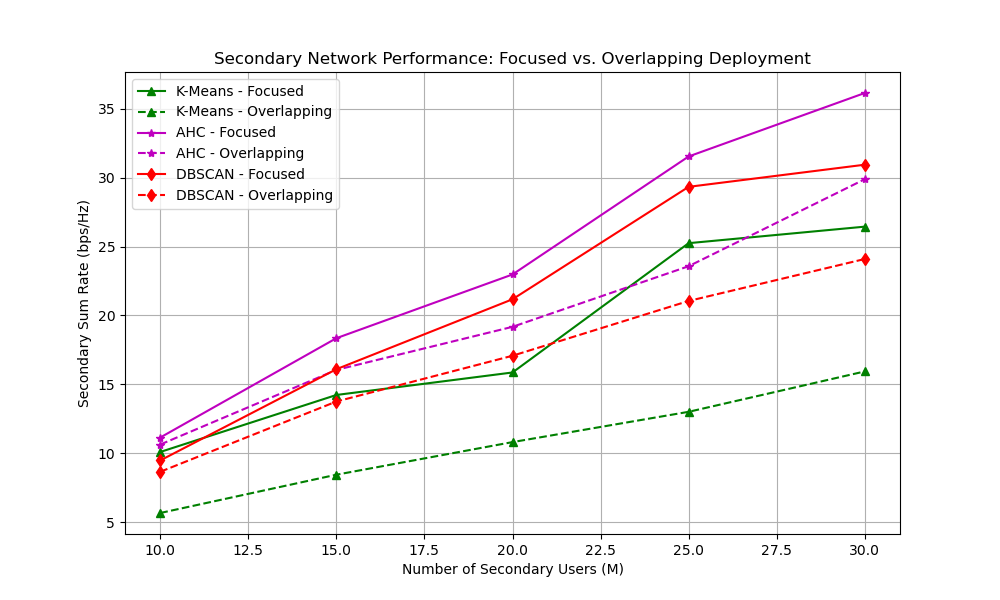 Secondary Network Performance: Focused vs. Overlapping Deployment
K-Means - Focused
K-Means - Overlapping
AHC - Focused
AHC - Overlapping
DBSCAN - Focused
DBSCAN - Overlapping
Secondary Sum Rate (bps/Hz)
35
30
25
20
15
10
5
10.0 12.5 15.0 17.5 20.0 22.5 25.0 27.5 30.0
Number of Secondary Users (M)